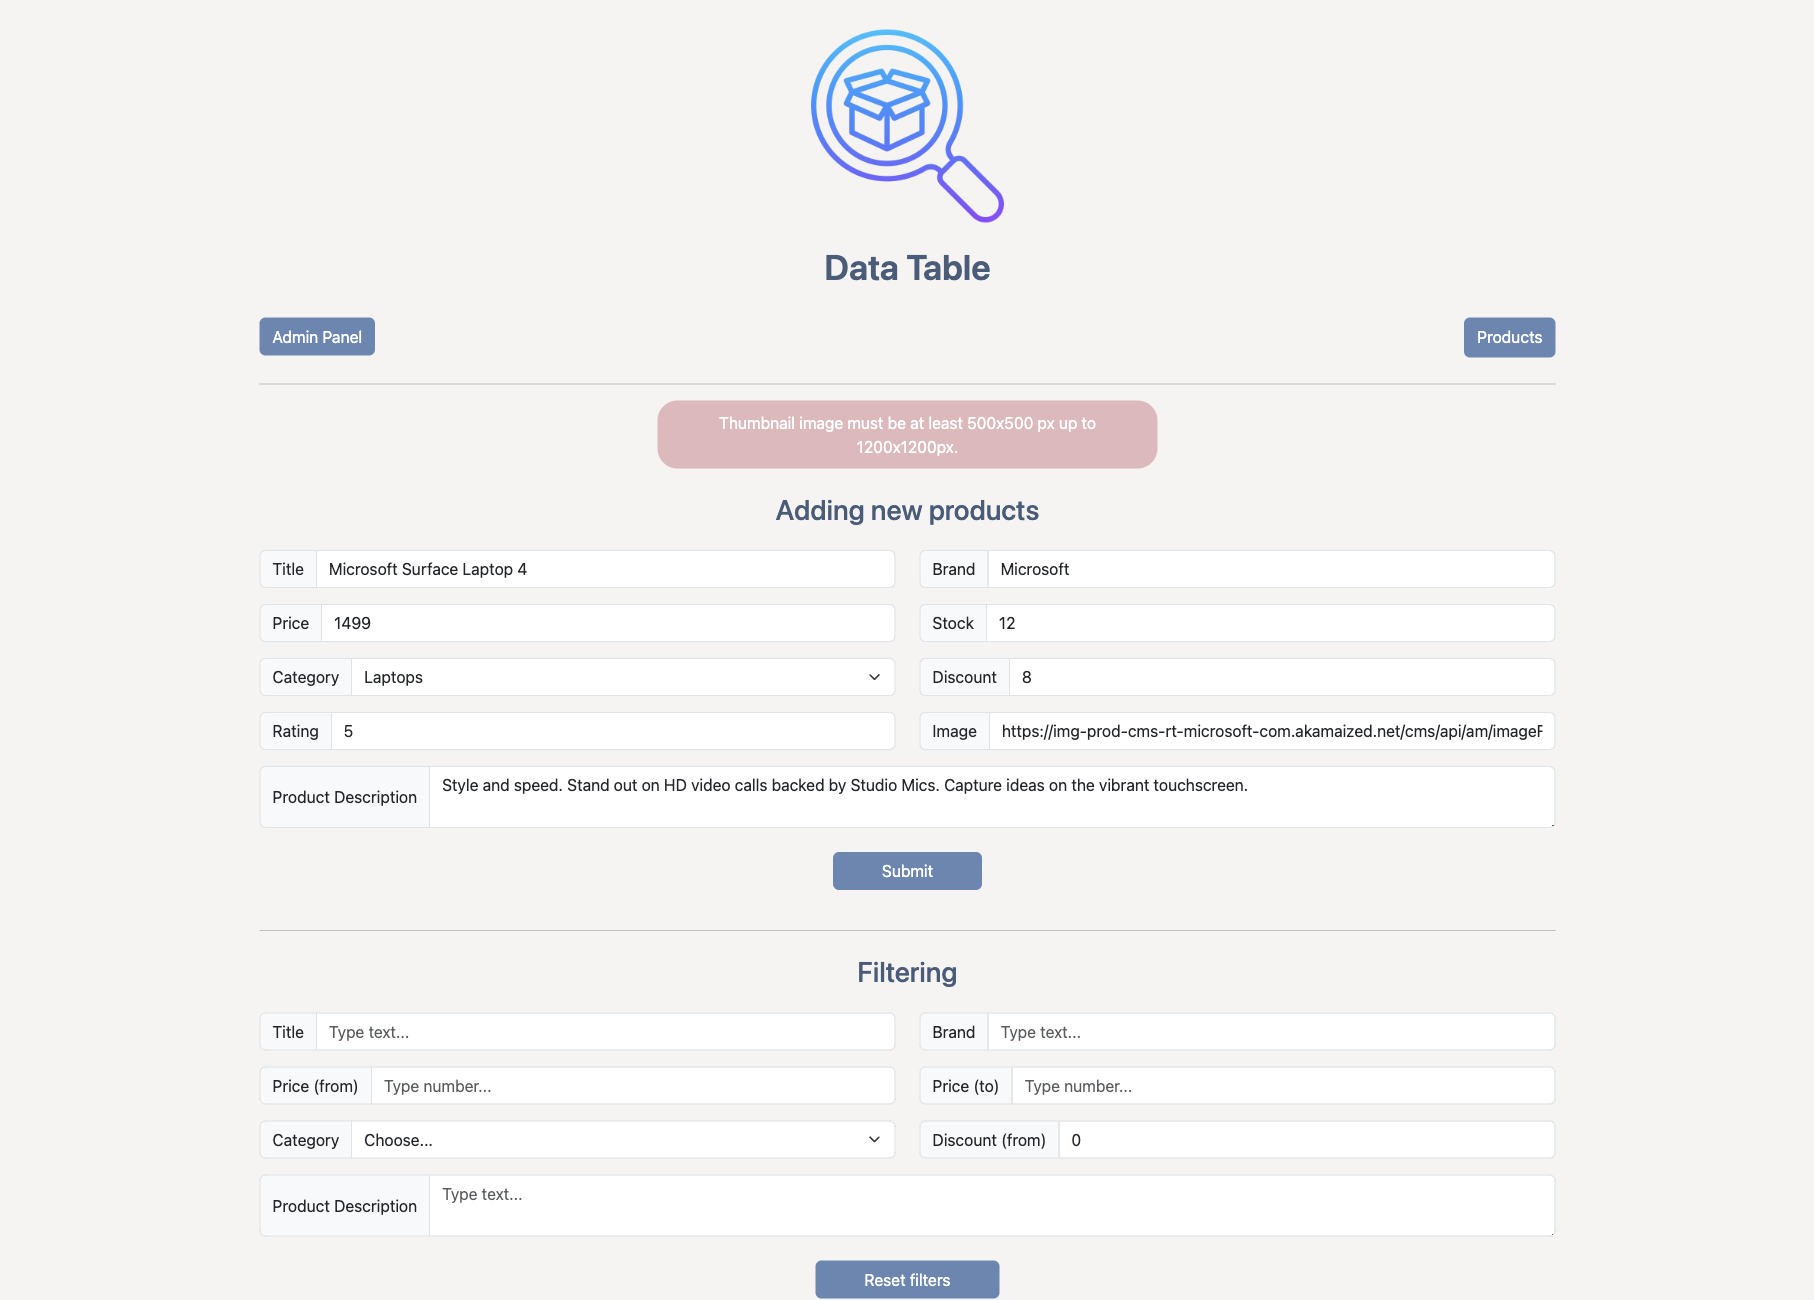 Data Table
Admin Panel
Products
Thumbnail image must be at least 500x500 px up to
1200x1200px.
Adding new products
Title Microsoft Surface Laptop 4
Brand Microsoft
Price 1499
Stock 12
Category Laptops
Discount 8
Rating 5
Image https://img-prod-cms-rt-microsoft-com.akamaized.net/cms/api/am/imageF
Product Description Style and speed. Stand out on HD video calls backed by Studio Mics. Capture ideas on the vibrant touchscreen.
Submit
Filtering
Title Type text...
Brand Type text...
Price (from) Type number...
Price (to) Type number...
Category Choose...
Discount (from) 0
Product Description Type text...
Reset filters